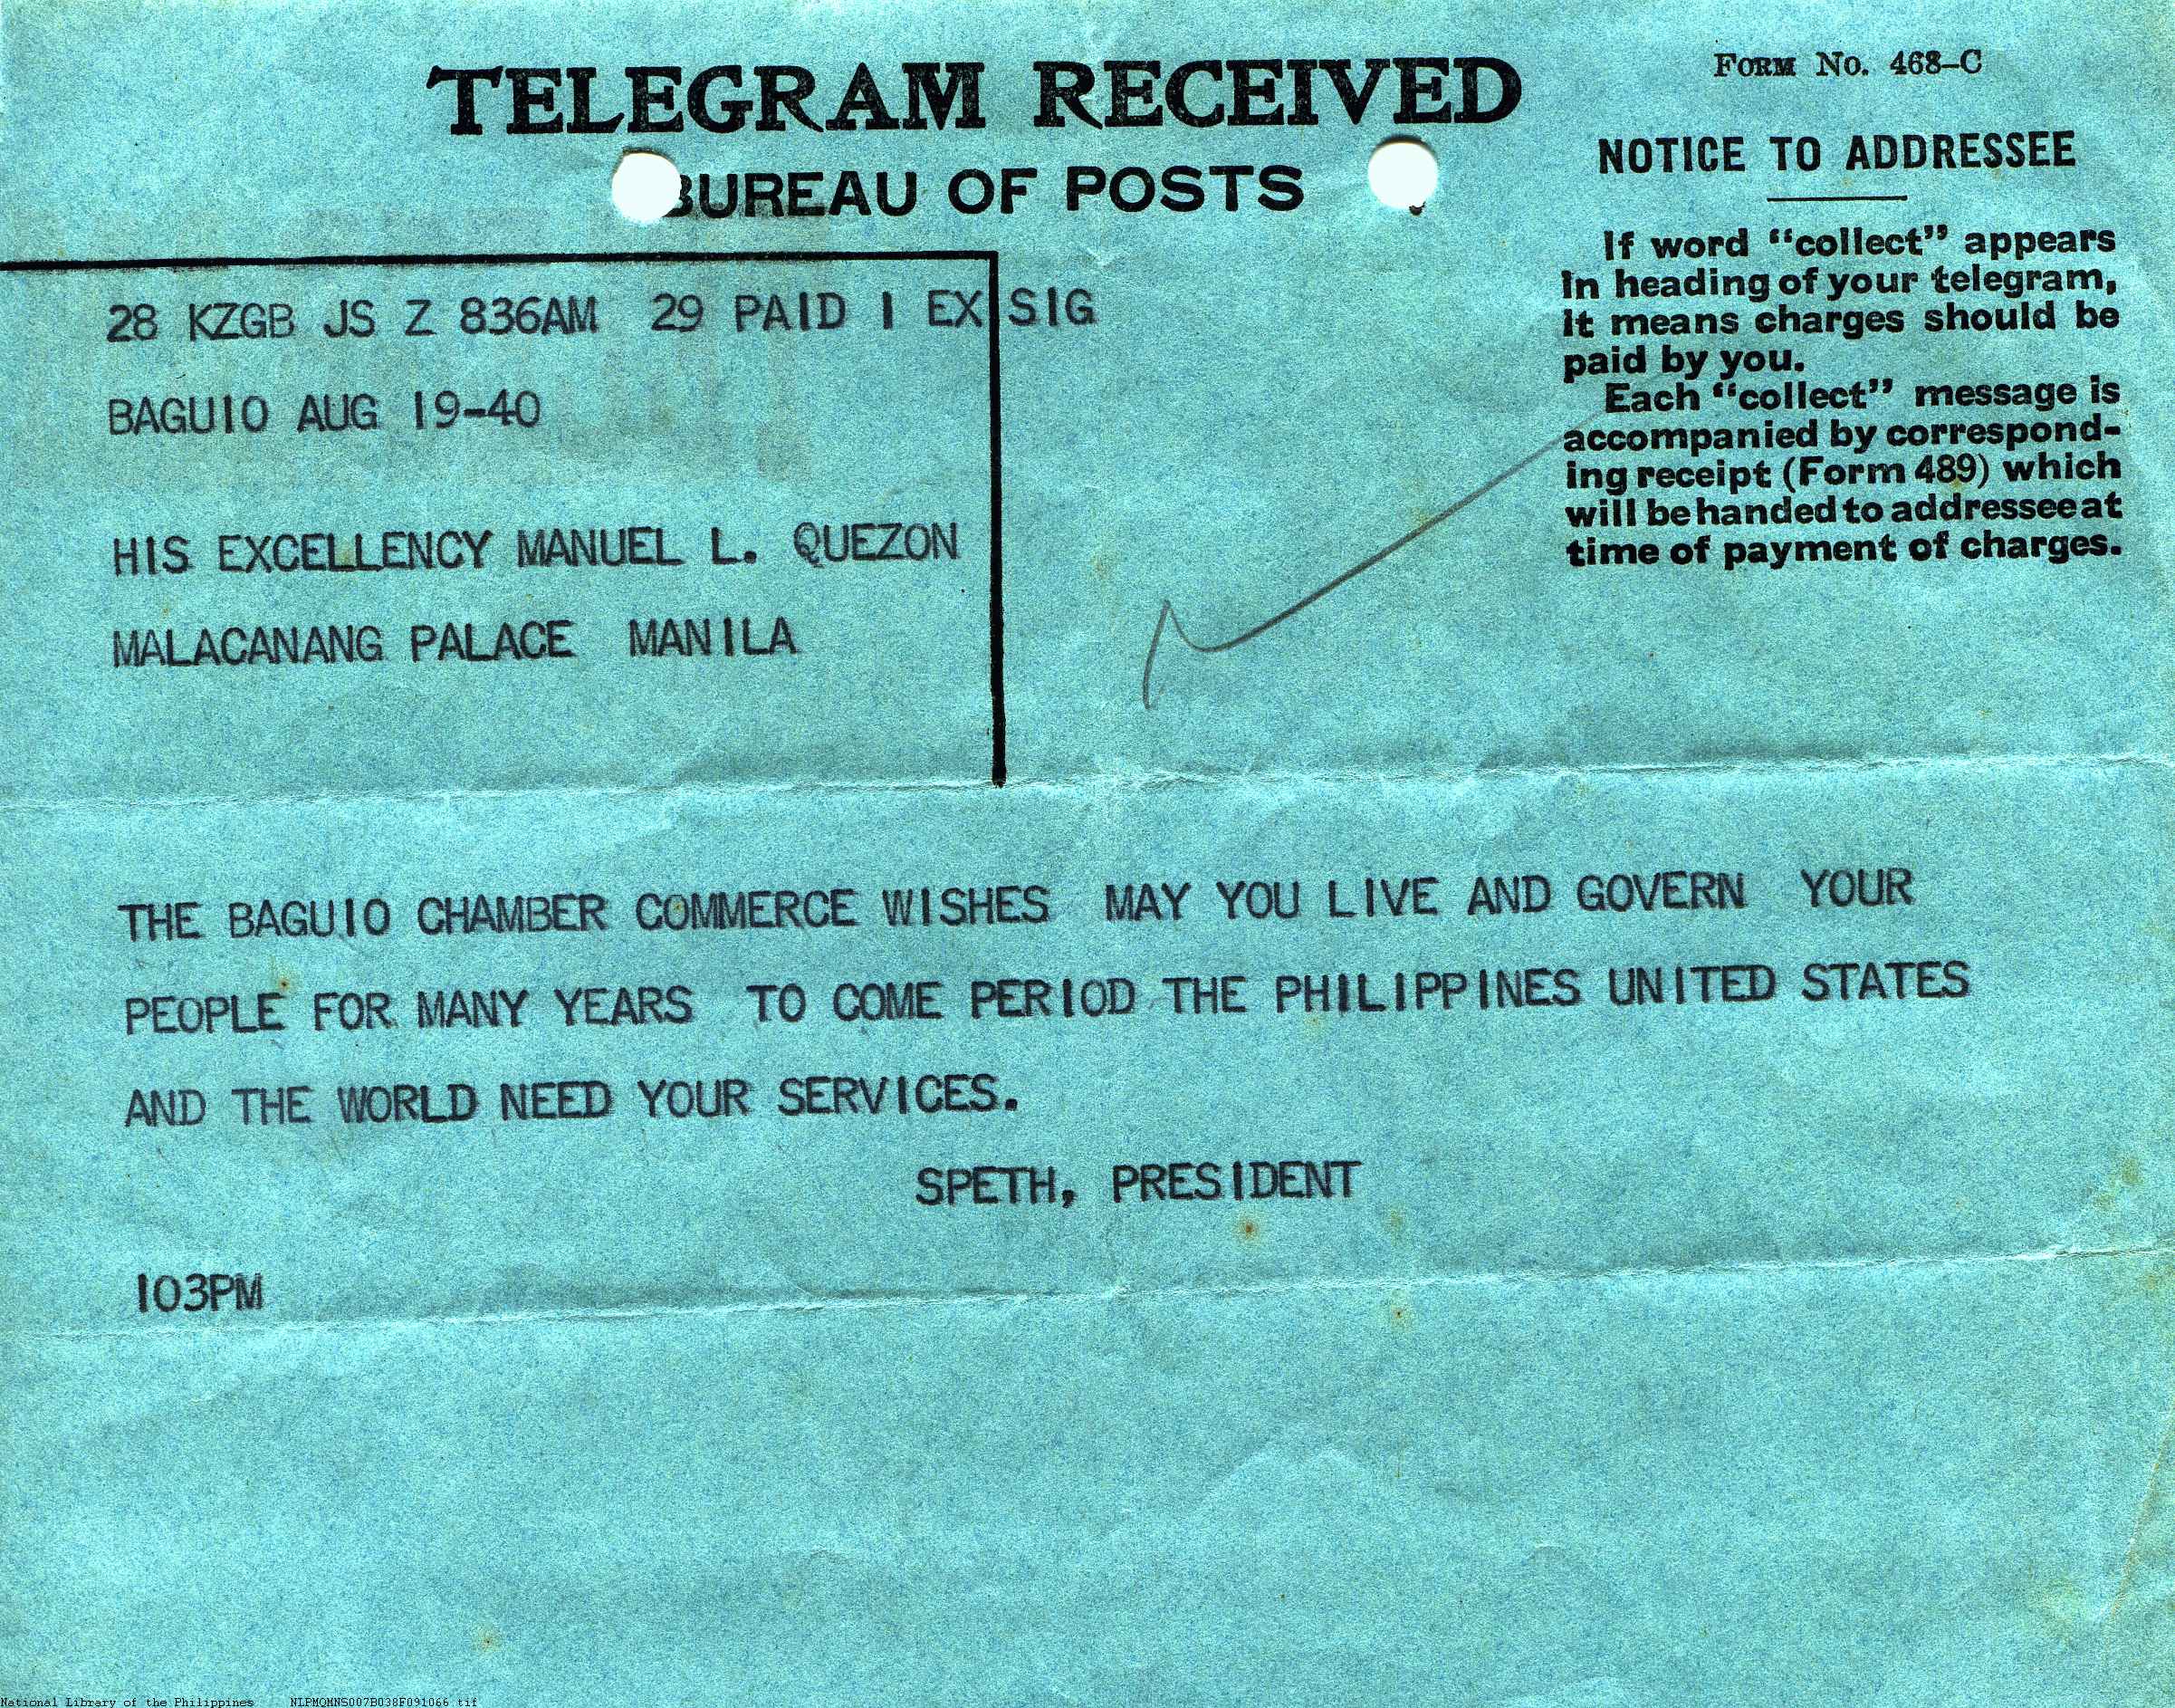 FORM No. 468-C
TELEGRAM RECEIVED
BUREAU OF POSTS
NOTICE TO ADDRESSEE
If word "collect" appears
in heading of your telegram,
it means charges should be
paid by you.
Each "collect" message is
accompanied by correspond-
ing receipt (Form 489) which
will be handed to addressee at
time of payment of charges.
28 KZGB JS Z 836AM 29 PAID 1 EX SIG
BAGUIO AUG 19-40
HIS EXCELLENCY MANUEL L. QUEZON
MALACANANG PALACE MANILA
THE BAGUIO CHAMBER COMMERCE WISHES MAY YOU LIVE AND GOVERN YOUR
PEOPLE FOR MANY YEARS TO COME PERIOD THE PHILIPPINES UNITED STATES
AND THE WORLD NEED YOUR SERVICES.
SPETH, PRESIDENT
103PM
National Library of the Philippines NLPMQMNS007B038F091066.tif